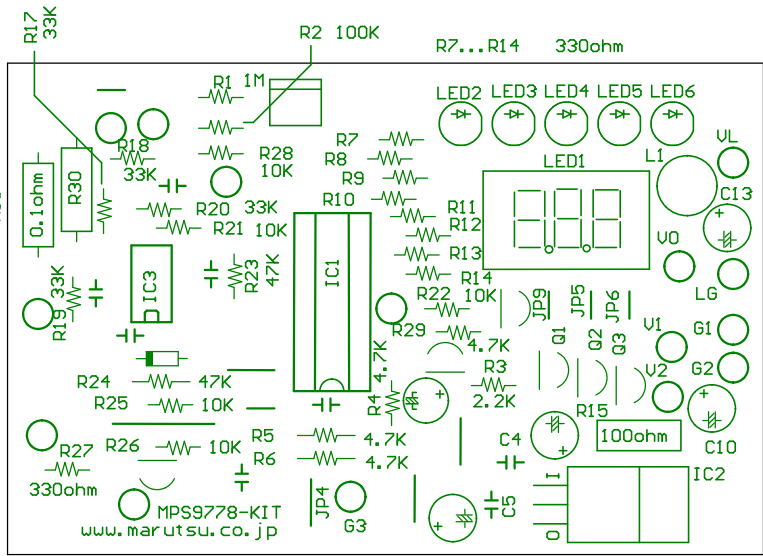 R17
33K
R2 100K
R7...R14 330ohm
R1 1M
LED2 LED3 LED4 LED5 LED6
R18
33K
R28
10K
R7
R8
R9
R10
LED1
L1
VL
C13
0.1ohm
R30
R20 33K
R21 10K
R11
R12
R13
R14
10K
VO
LG
IC3
R23
47K
IC1
33K
R19
R22
R29
4.7K
JP9
JP5
JP6
Q1
Q2
Q3
V1
G1
V2
G2
R24 47K
R25 10K
4.7K
R4
R3
2.2K
R15
100ohm
C10
R26 10K
R5 4.7K
R6 4.7K
C4
R27
330ohm
JP4
G3
C5
I
O
IC2
MPS9778-KIT
www.marutsu.co.jp